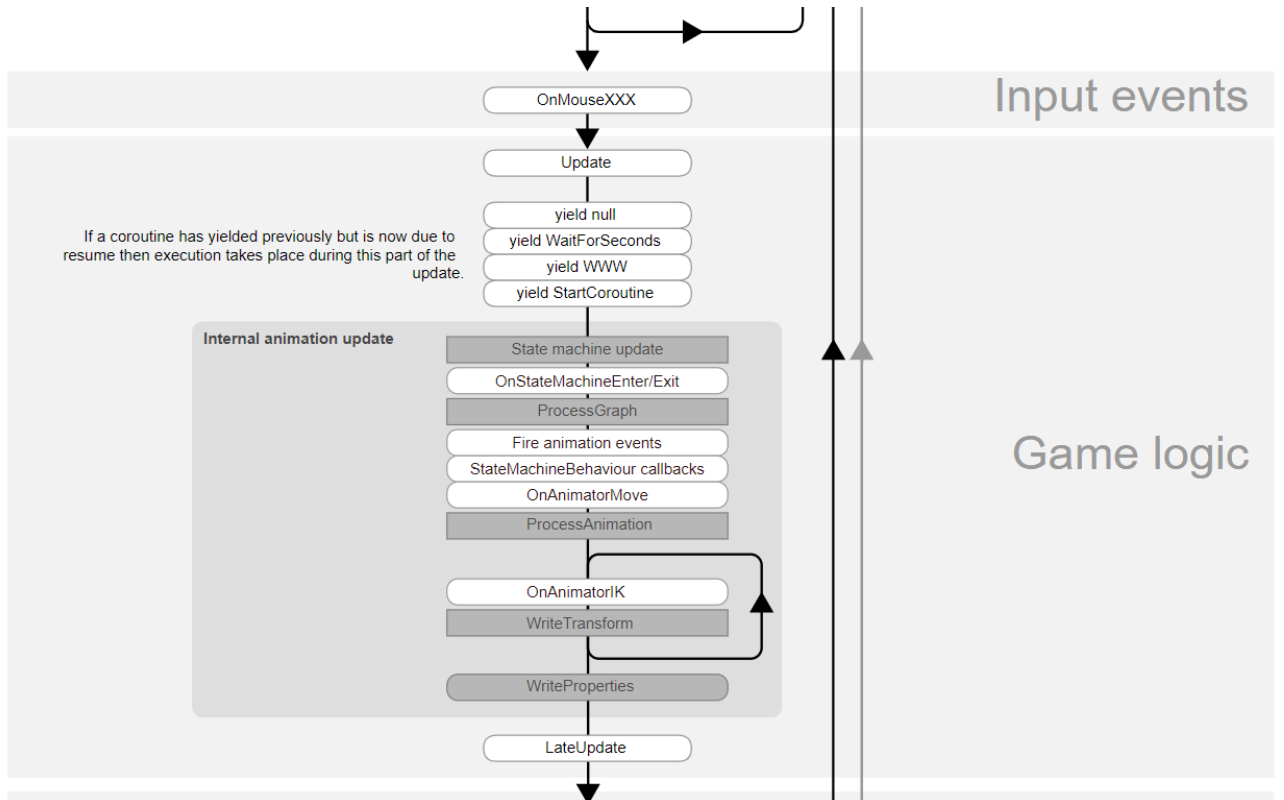 Input events
OnMouseXXX
Update
yield null
If a coroutine has yielded previously but is now due to
resume then execution takes place during this part of the
update.
yield WaitForSeconds
yield WWW
yield StartCoroutine
Internal animation update
State machine update
OnStateMachineEnter/Exit
ProcessGraph
Fire animation events
Game logic
StateMachineBehaviour callbacks
OnAnimatorMove
ProcessAnimation
OnAnimatorIK
WriteTransform
WriteProperties
LateUpdate